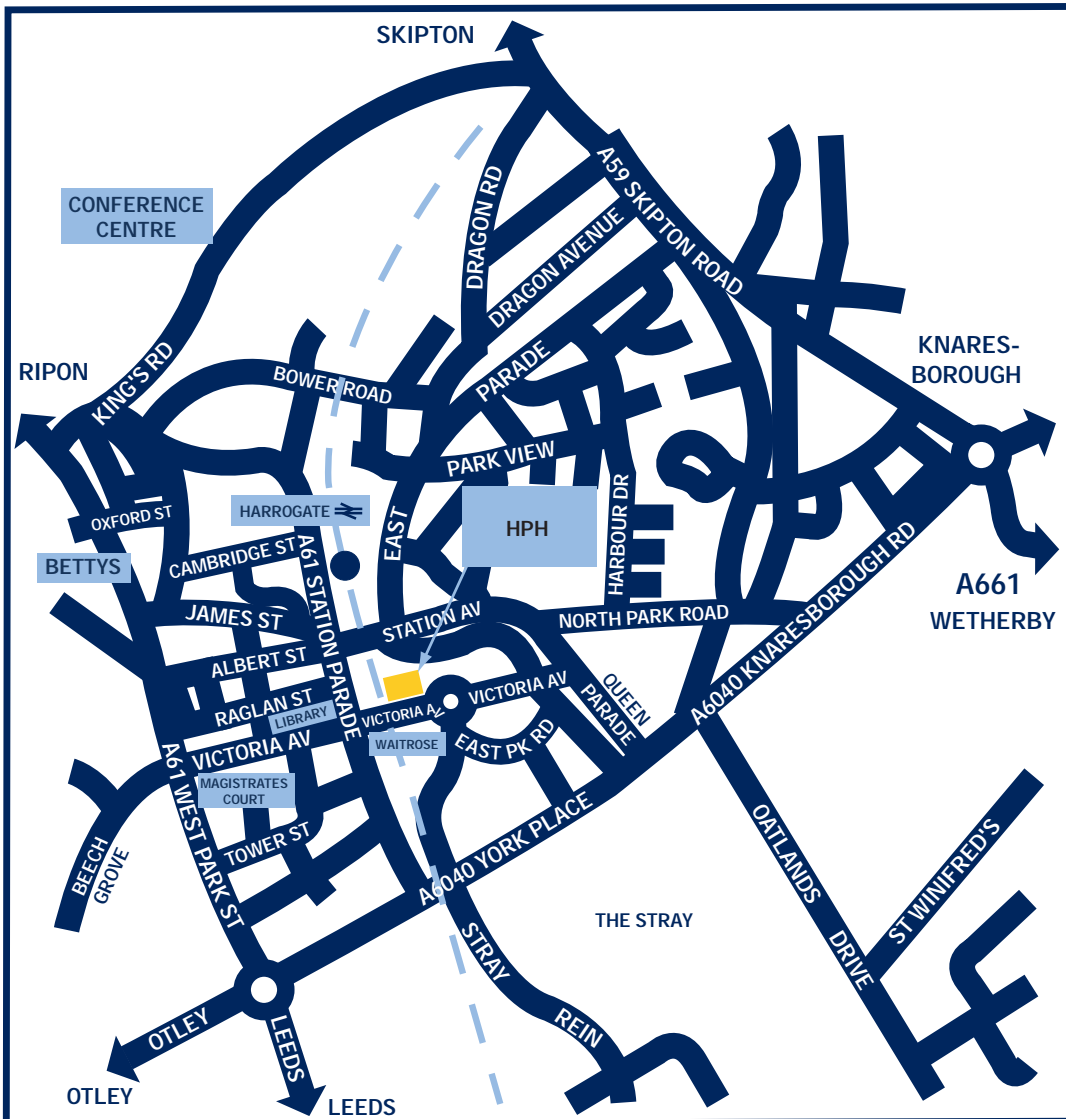 SKIPTON
A59 SKIPTON ROAD
CONFERENCE
CENTRE
DRAGON RD
DRAGON AVENUE
KNARES-
BOROUGH
RIPON
KING'S RD
BOWER ROAD
PARADE
PARK VIEW
HARROGATE
HPH
OXFORD ST
EAST
HARBOUR DR
A6040 KNARESBOROUGH RD
BETTYS
CAMBRIDGE ST
A61 STATION PARADE
A661
WETHERBY
JAMES ST
STATION AV
NORTH PARK ROAD
ALBERT ST
RAGLAN ST
LIBRARY
VICTORIA AV
VICTORIA AV
VICTORIA AV
QUEEN
PARADE
WAITROSE
EAST PK RD
A61 WEST PARK ST
MAGISTRATES
COURT
TOWER ST
BEECH
GROVE
A6040 YORK PLACE
OATLANDS
DRIVE
ST WINIFRED'S
THE STRAY
STRAY
REIN
OTLEY
LEEDS
OTLEY
LEEDS